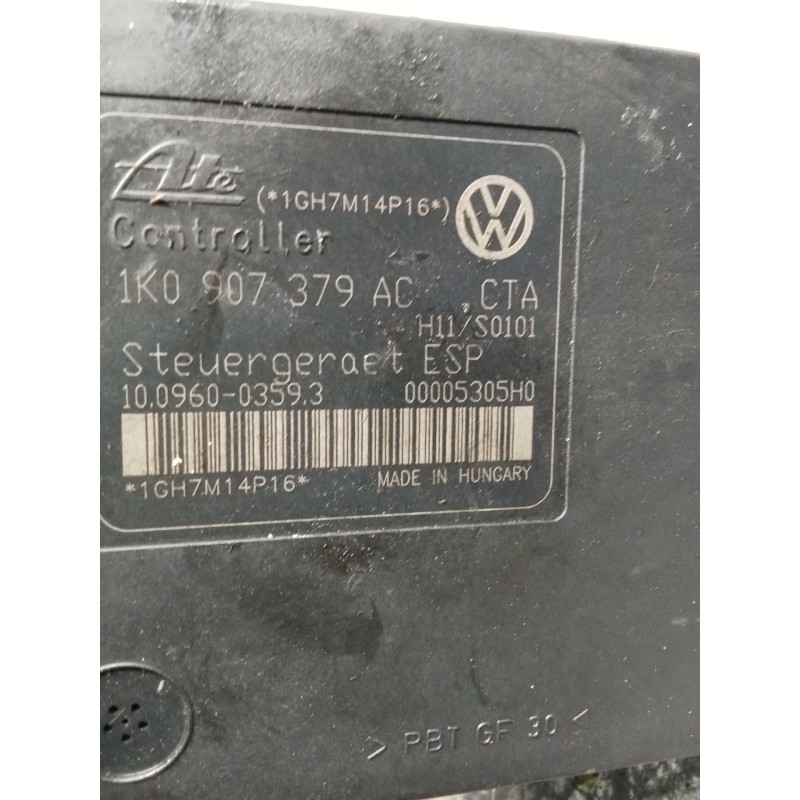 Ate (*1GH7M14P16*) VW
Controller
1K0 907 379 AC CTA
H11/S0101
Steuergeraet ESP
10.0960-0359.3 00005305H0
*1GH7M14P16* MADE IN HUNGARY
> PBT GF 30 <